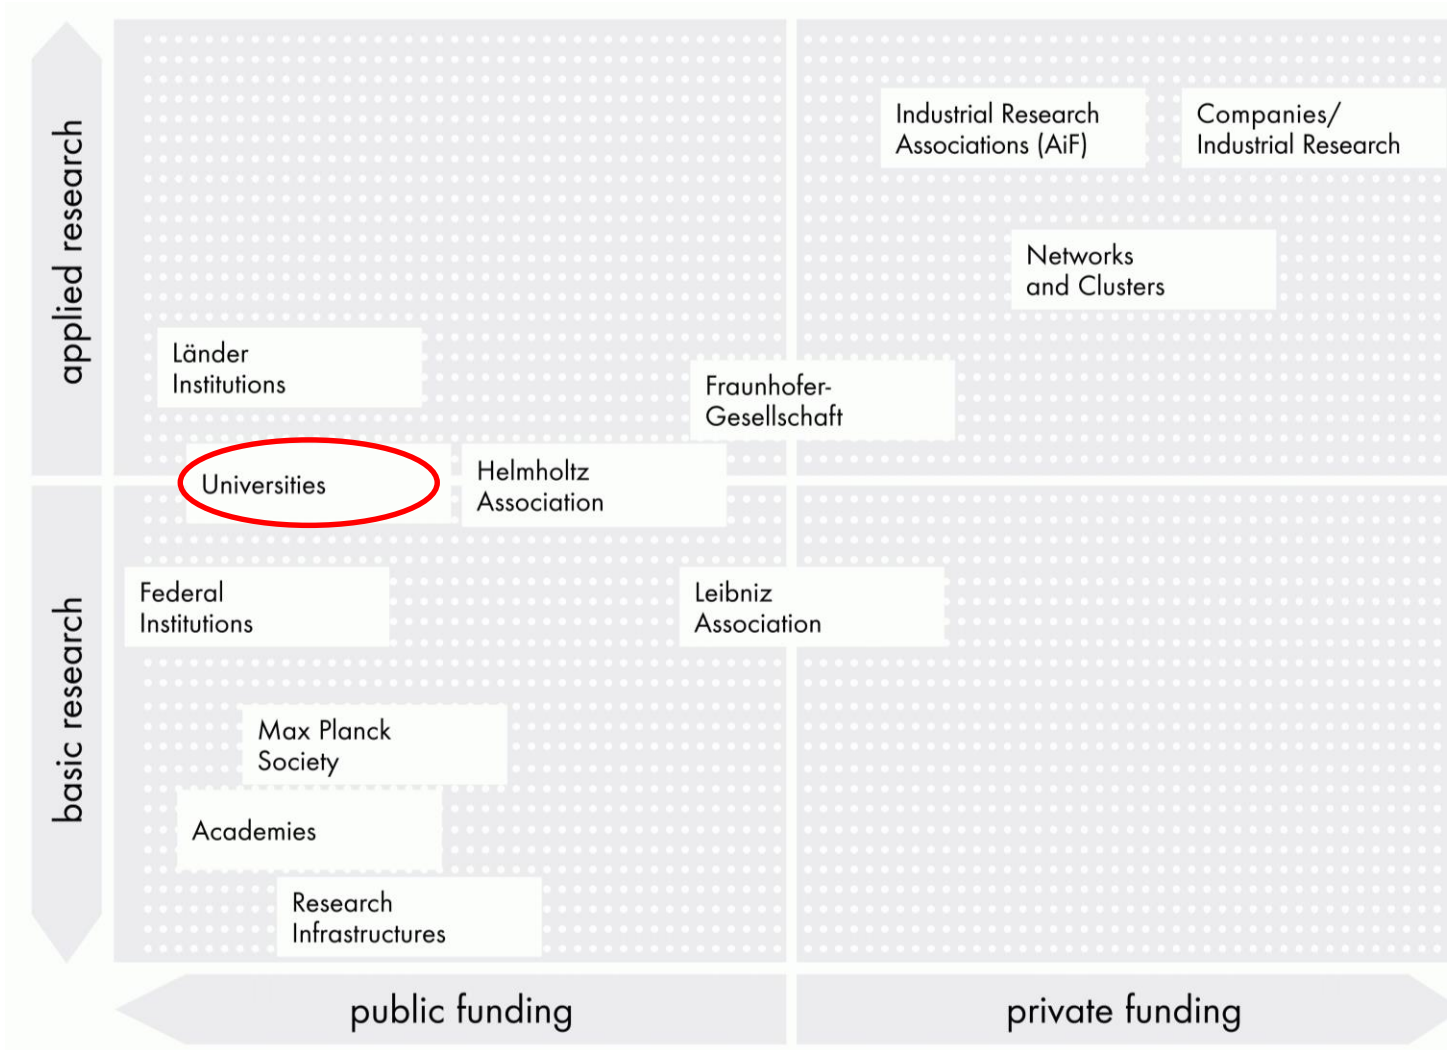 applied research
Industrial Research
Associations (AiF)
Companies/
Industrial Research
Networks
and Clusters
Länder
Institutions
Fraunhofer-
Gesellschaft
Universities
Helmholtz
Association
basic research
Federal
Institutions
Leibniz
Association
Max Planck
Society
Academies
Research
Infrastructures
public funding
private funding